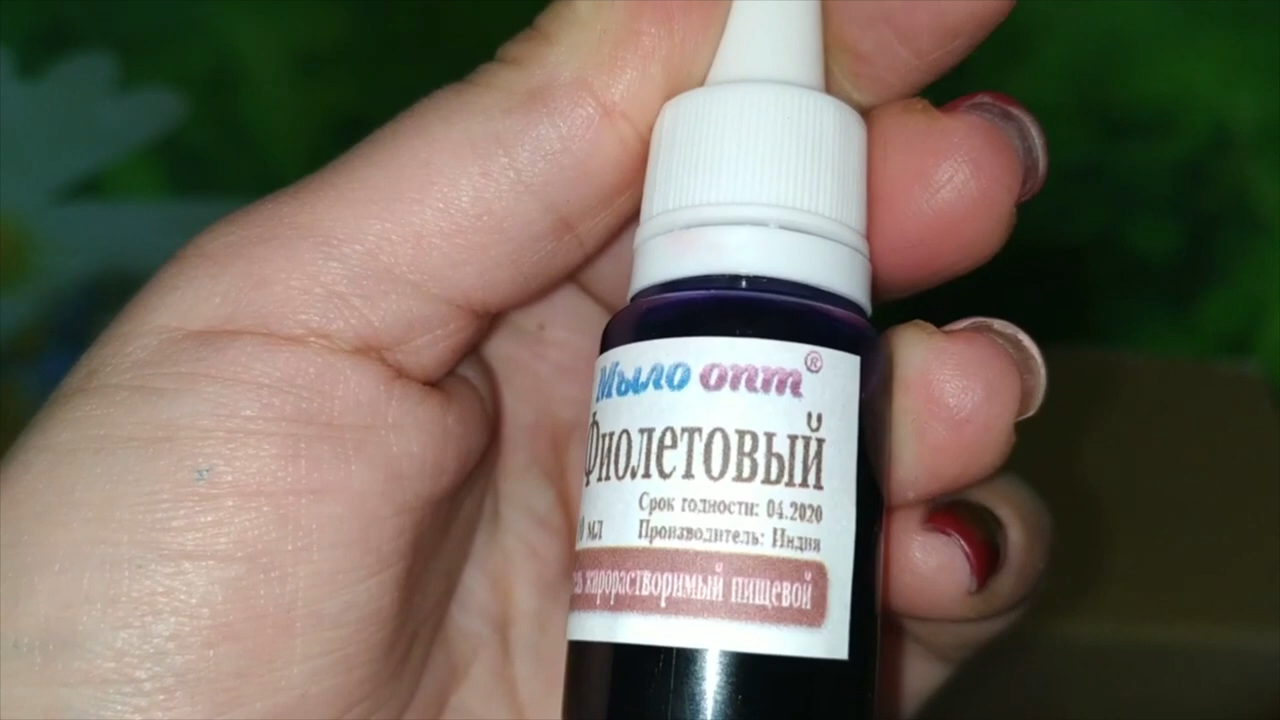 Мыло опт®
Фиолетовый
Срок годности: 04.2020
мл Производитель: Индия
жирорастворимый пищевой